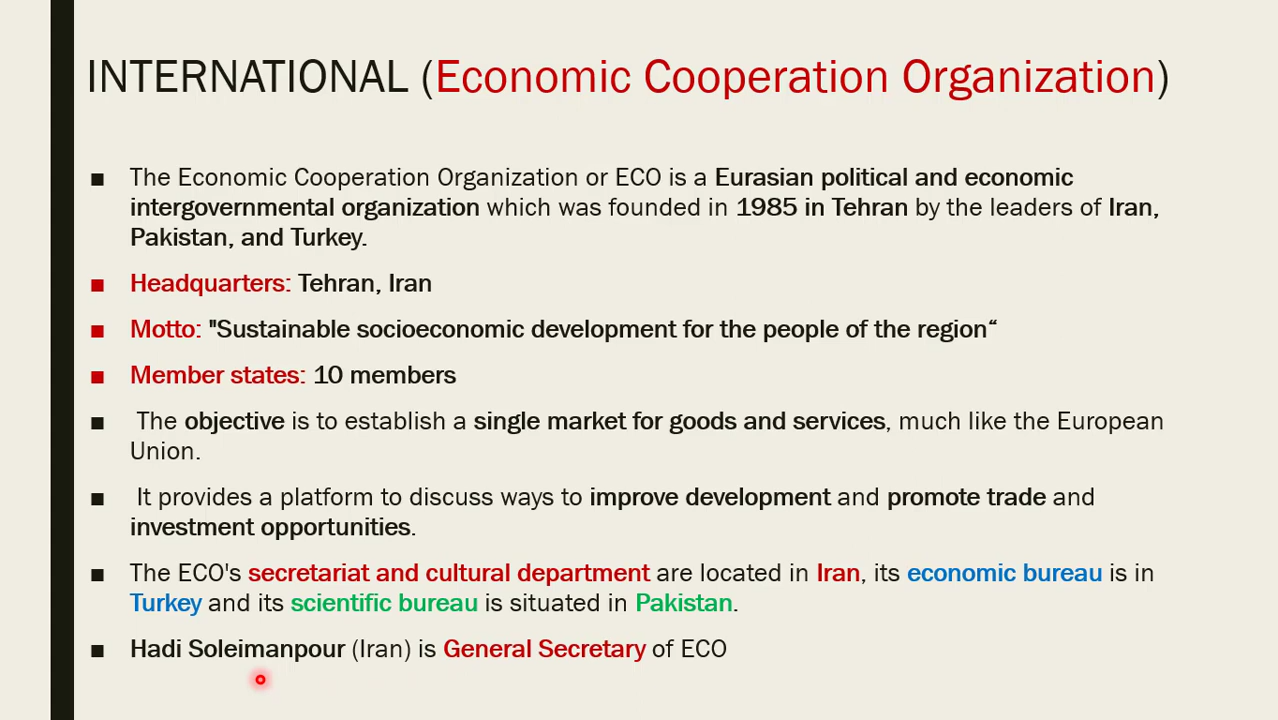 INTERNATIONAL (Economic Cooperation Organization)
■ The Economic Cooperation Organization or ECO is a Eurasian political and economic
intergovernmental organization which was founded in 1985 in Tehran by the leaders of Iran,
Pakistan, and Turkey.
■ Headquarters: Tehran, Iran
■ Motto: "Sustainable socioeconomic development for the people of the region“
■ Member states: 10 members
■ The objective is to establish a single market for goods and services, much like the European
Union.
■ It provides a platform to discuss ways to improve development and promote trade and
investment opportunities.
■ The ECO's secretariat and cultural department are located in Iran, its economic bureau is in
Turkey and its scientific bureau is situated in Pakistan.
■ Hadi Soleimanpour (Iran) is General Secretary of ECO